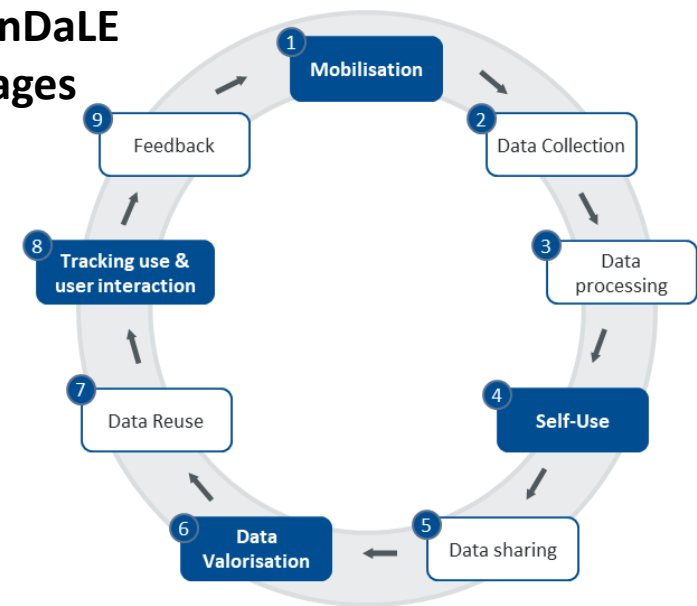 nDaLE
ages
1
Mobilisation
2
Data Collection
3
Data
processing
4
Self-Use
5
Data sharing
6
Data
Valorisation
7
Data Reuse
8
Tracking use &
user interaction
9
Feedback